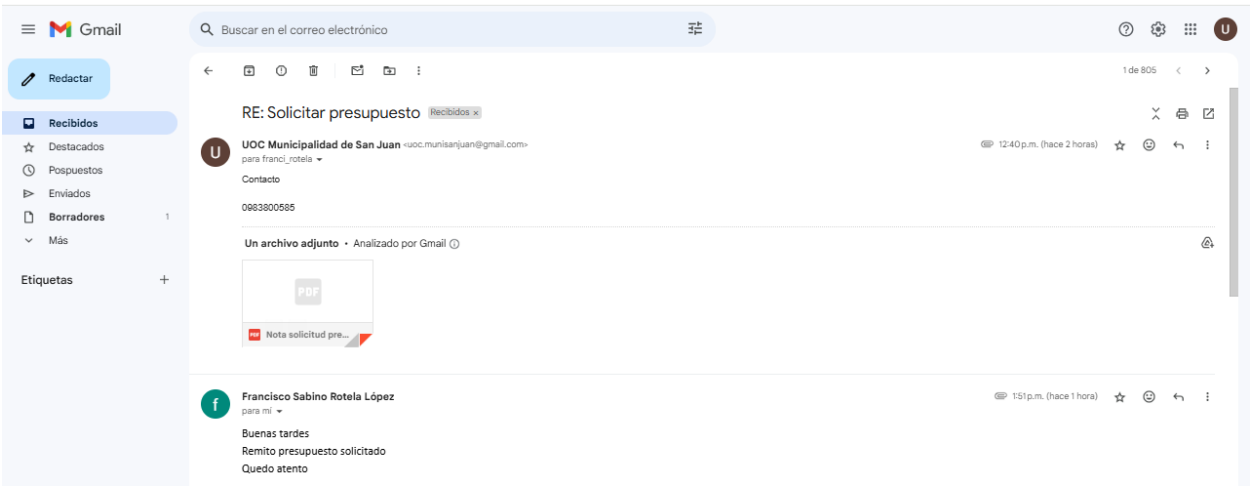 Gmail
Buscar en el correo electrónico
U
Redactar
1 de 805
Recibidos
Destacados
Pospuestos
Enviados
Borradores 1
Más
Etiquetas
RE: Solicitar presupuesto Recibidos x
U
UOC Municipalidad de San Juan <uoc.munisanjuan@gmail.com> 12:40 p.m. (hace 2 horas)
para franci_rotela
Contacto
0983800585
Un archivo adjunto • Analizado por Gmail
PDF
PDF Nota solicitud pre...
f
Francisco Sabino Rotela López 1:51 p.m. (hace 1 hora)
para mí
Buenas tardes
Remito presupuesto solicitado
Quedo atento